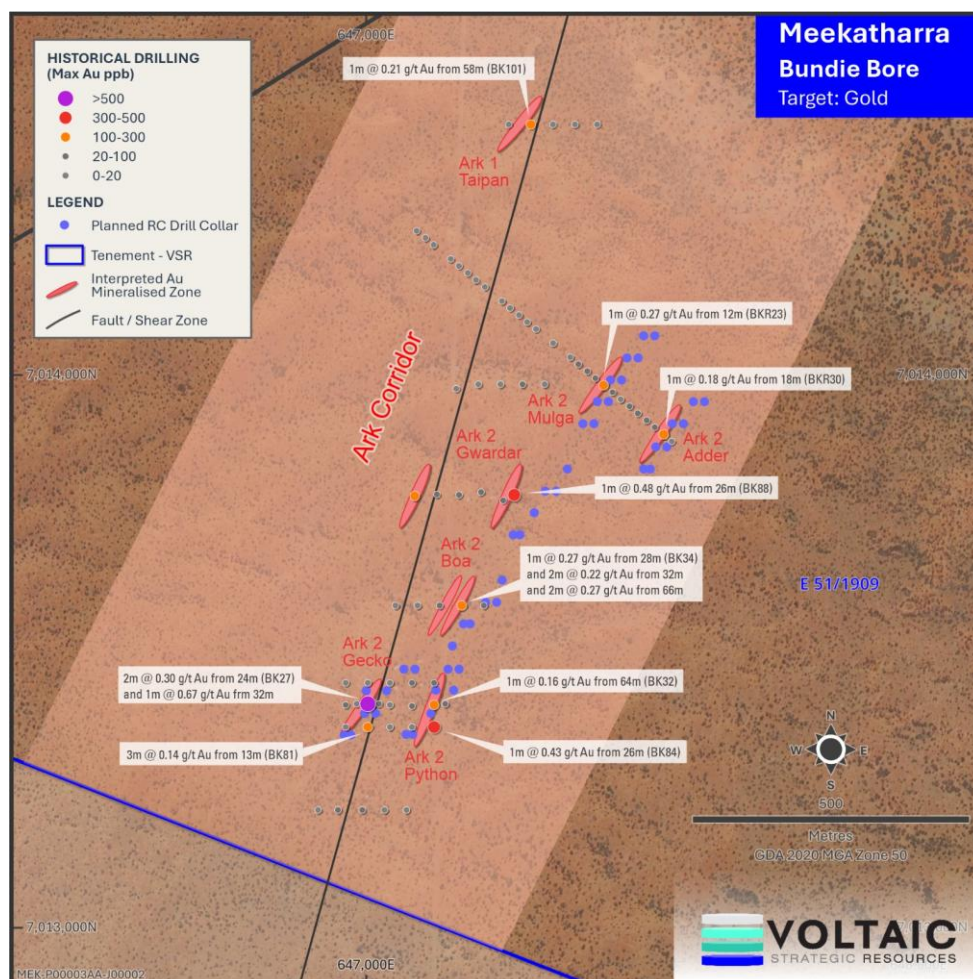 647,000E
Meekatharra
Bundie Bore
Target: Gold
HISTORICAL DRILLING
(Max Au ppb)
>500
300-500
100-300
20-100
0-20
LEGEND
Planned RC Drill Collar
Tenement - VSR
Interpreted Au
Mineralised Zone
Fault / Shear Zone
1m @ 0.21 g/t Au from 58m (BK101)
Ark 1
Taipan
1m @ 0.27 g/t Au from 12m (BKR23)
7,014,000N
7,014,000N
Ark Corridor
Ark 2
Mulga
1m @ 0.18 g/t Au from 18m (BKR30)
Ark 2
Adder
Ark 2
Gwardar
1m @ 0.48 g/t Au from 26m (BK88)
Ark 2
Boa
1m @ 0.27 g/t Au from 28m (BK34)
and 2m @ 0.22 g/t Au from 32m
and 2m @ 0.27 g/t Au from 66m
E 51/1909
Ark 2
Gecko
2m @ 0.30 g/t Au from 24m (BK27)
and 1m @ 0.67 g/t Au frm 32m
1m @ 0.16 g/t Au from 64m (BK32)
3m @ 0.14 g/t Au from 13m (BK81)
Ark 2
Python
1m @ 0.43 g/t Au from 26m (BK84)
N
W
E
S
500
Metres
GDA 2020 MGA Zone 50
7,013,000N
647,000E
MEK-P00003AA-J00002
VOLTAIC
STRATEGIC RESOURCES